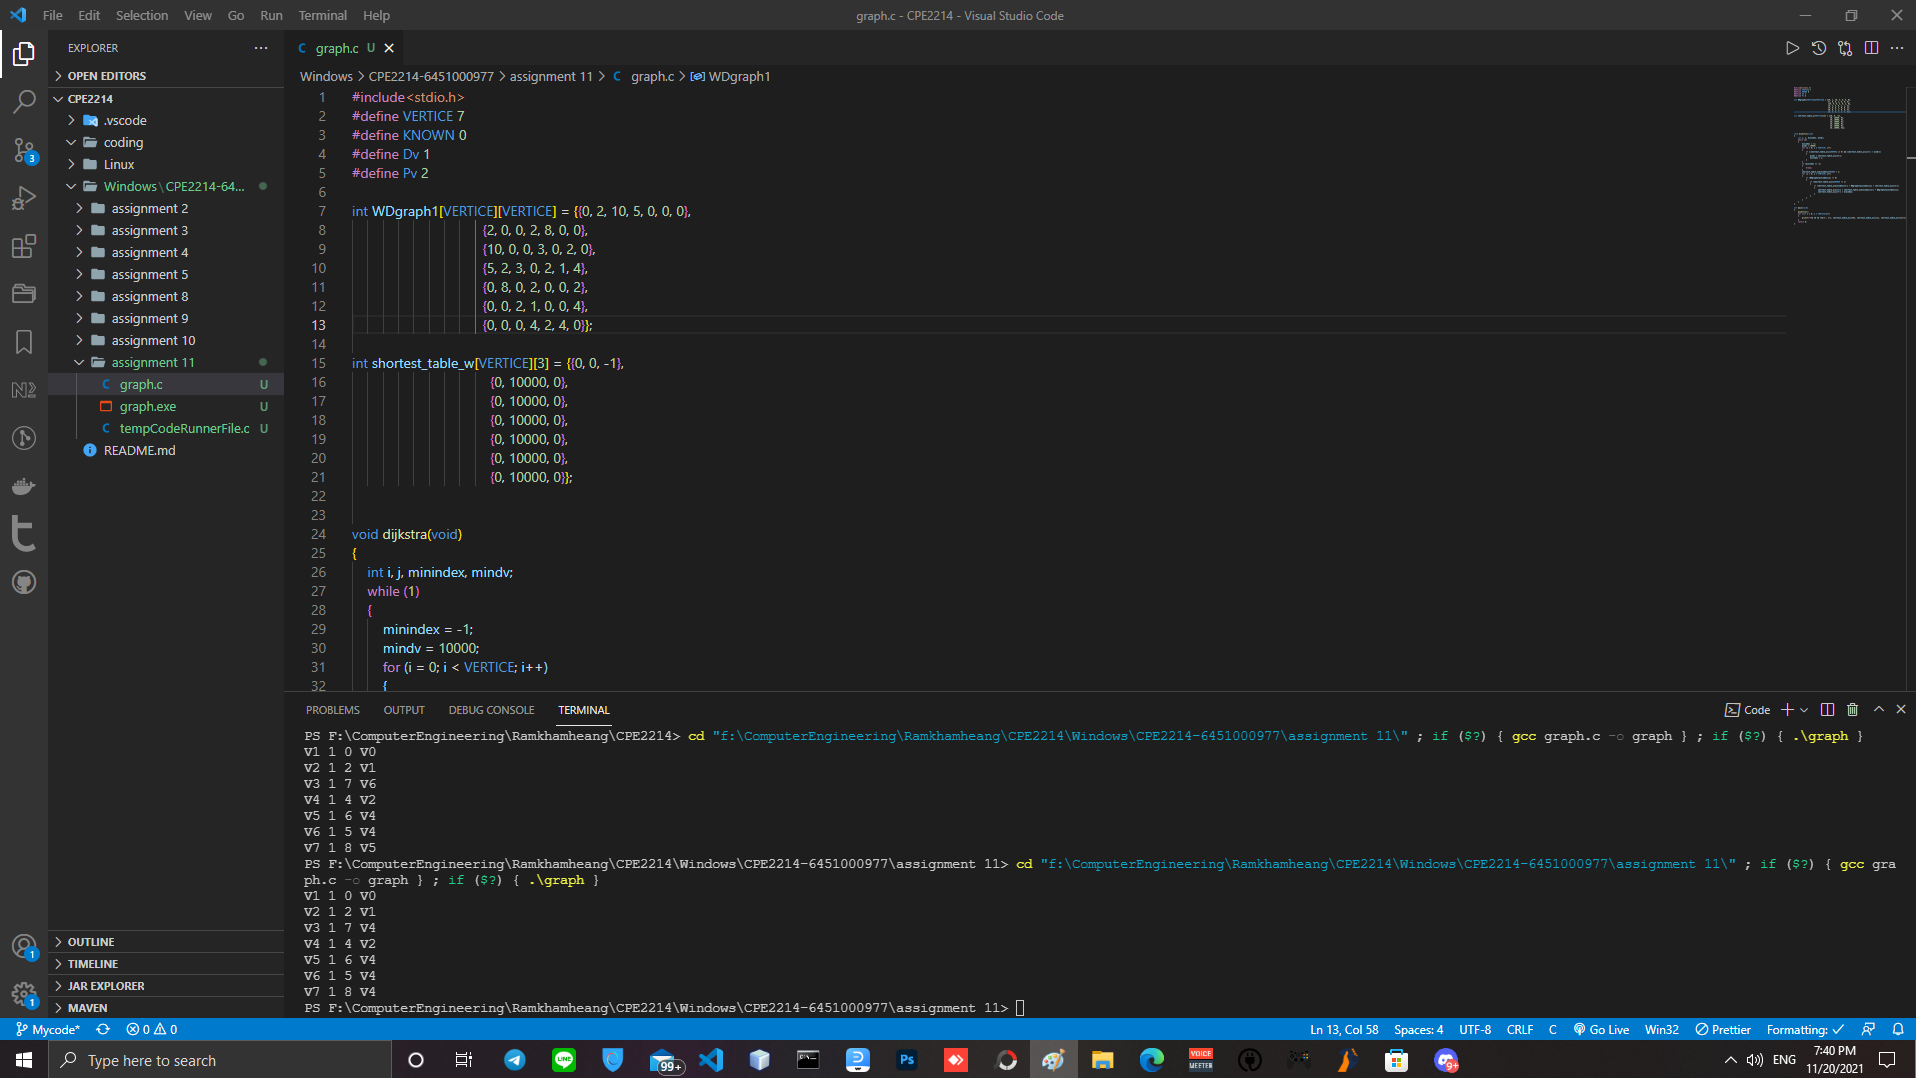 File Edit Selection View Go Run Terminal Help
graph.c - CPE2214 - Visual Studio Code
EXPLORER
OPEN EDITORS
CPE2214
.vscode
coding
Linux
Windows\CPE2214-64...
assignment 2
assignment 3
assignment 4
assignment 5
assignment 8
assignment 9
assignment 10
assignment 11
C graph.c U
graph.exe U
C tempCodeRunnerFile.c U
README.md
OUTLINE
TIMELINE
JAR EXPLORER
MAVEN
C graph.c U
Windows > CPE2214-6451000977 > assignment 11 > C graph.c > WDgraph1
1 #include<stdio.h>
2 #define VERTICE 7
3 #define KNOWN 0
4 #define Dv 1
5 #define Pv 2
6
7 int WDgraph1[VERTICE][VERTICE] = {{0, 2, 10, 5, 0, 0, 0},
8 {2, 0, 0, 2, 8, 0, 0},
9 {10, 0, 0, 3, 0, 2, 0},
10 {5, 2, 3, 0, 2, 1, 4},
11 {0, 8, 0, 2, 0, 0, 2},
12 {0, 0, 2, 1, 0, 0, 4},
13 {0, 0, 0, 4, 2, 4, 0}};
14
15 int shortest_table_w[VERTICE][3] = {{0, 0, -1},
16 {0, 10000, 0},
17 {0, 10000, 0},
18 {0, 10000, 0},
19 {0, 10000, 0},
20 {0, 10000, 0},
21 {0, 10000, 0}};
22
23
24 void dijkstra(void)
25 {
26 int i, j, minindex, mindv;
27 while (1)
28 {
29 minindex = -1;
30 mindv = 10000;
31 for (i = 0; i < VERTICE; i++)
32 {
PROBLEMS OUTPUT DEBUG CONSOLE TERMINAL
Code
PS F:\ComputerEngineering\Ramkhamheang\CPE2214> cd "f:\ComputerEngineering\Ramkhamheang\CPE2214\Windows\CPE2214-6451000977\assignment 11\" ; if ($?) { gcc graph.c -o graph } ; if ($?) { .\graph }
V1 1 0 V0
V2 1 2 V1
V3 1 7 V6
V4 1 4 V2
V5 1 6 V4
V6 1 5 V4
V7 1 8 V5
PS F:\ComputerEngineering\Ramkhamheang\CPE2214\Windows\CPE2214-6451000977\assignment 11> cd "f:\ComputerEngineering\Ramkhamheang\CPE2214\Windows\CPE2214-6451000977\assignment 11\" ; if ($?) { gcc gra
ph.c -o graph } ; if ($?) { .\graph }
V1 1 0 V0
V2 1 2 V1
V3 1 7 V4
V4 1 4 V2
V5 1 6 V4
V6 1 5 V4
V7 1 8 V4
PS F:\ComputerEngineering\Ramkhamheang\CPE2214\Windows\CPE2214-6451000977\assignment 11>
Mycode* 0 0
Ln 13, Col 58 Spaces: 4 UTF-8 CRLF C Go Live Win32 Prettier Formatting: ✓
Type here to search
LINE
99+
Ps
VOICE
MEETER
9+
ENG
7:40 PM
11/20/2021
3
1
1